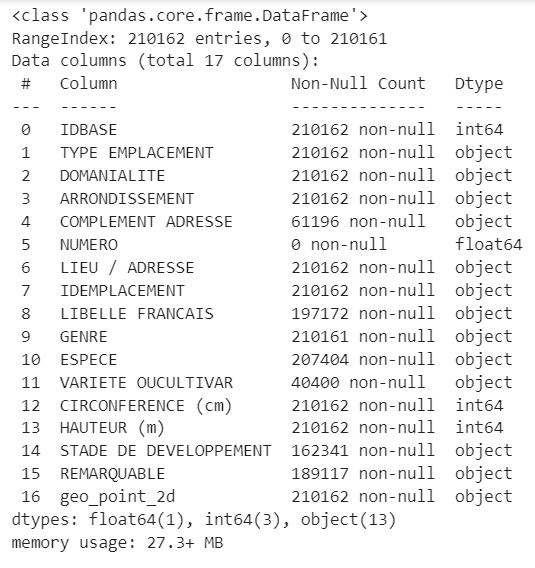 <class 'pandas.core.frame.DataFrame'>
RangeIndex: 210162 entries, 0 to 210161
Data columns (total 17 columns):
 #   Column                 Non-Null Count   Dtype
---  ------                 --------------   -----
 0   IDBASE                 210162 non-null  int64
 1   TYPE EMPLACEMENT       210162 non-null  object
 2   DOMANIALITE            210162 non-null  object
 3   ARRONDISSEMENT         210162 non-null  object
 4   COMPLEMENT ADRESSE     61196 non-null   object
 5   NUMERO                 0 non-null       float64
 6   LIEU / ADRESSE         210162 non-null  object
 7   IDEMPLACEMENT          210162 non-null  object
 8   LIBELLE FRANCAIS       197172 non-null  object
 9   GENRE                  210161 non-null  object
 10  ESPECE                 207404 non-null  object
 11  VARIETE OUCULTIVAR     40400 non-null   object
 12  CIRCONFERENCE (cm)     210162 non-null  int64
 13  HAUTEUR (m)            210162 non-null  int64
 14  STADE DE DEVELOPPEMENT 162341 non-null  object
 15  REMARQUABLE            189117 non-null  object
 16  geo_point_2d           210162 non-null  object
dtypes: float64(1), int64(3), object(13)
memory usage: 27.3+ MB